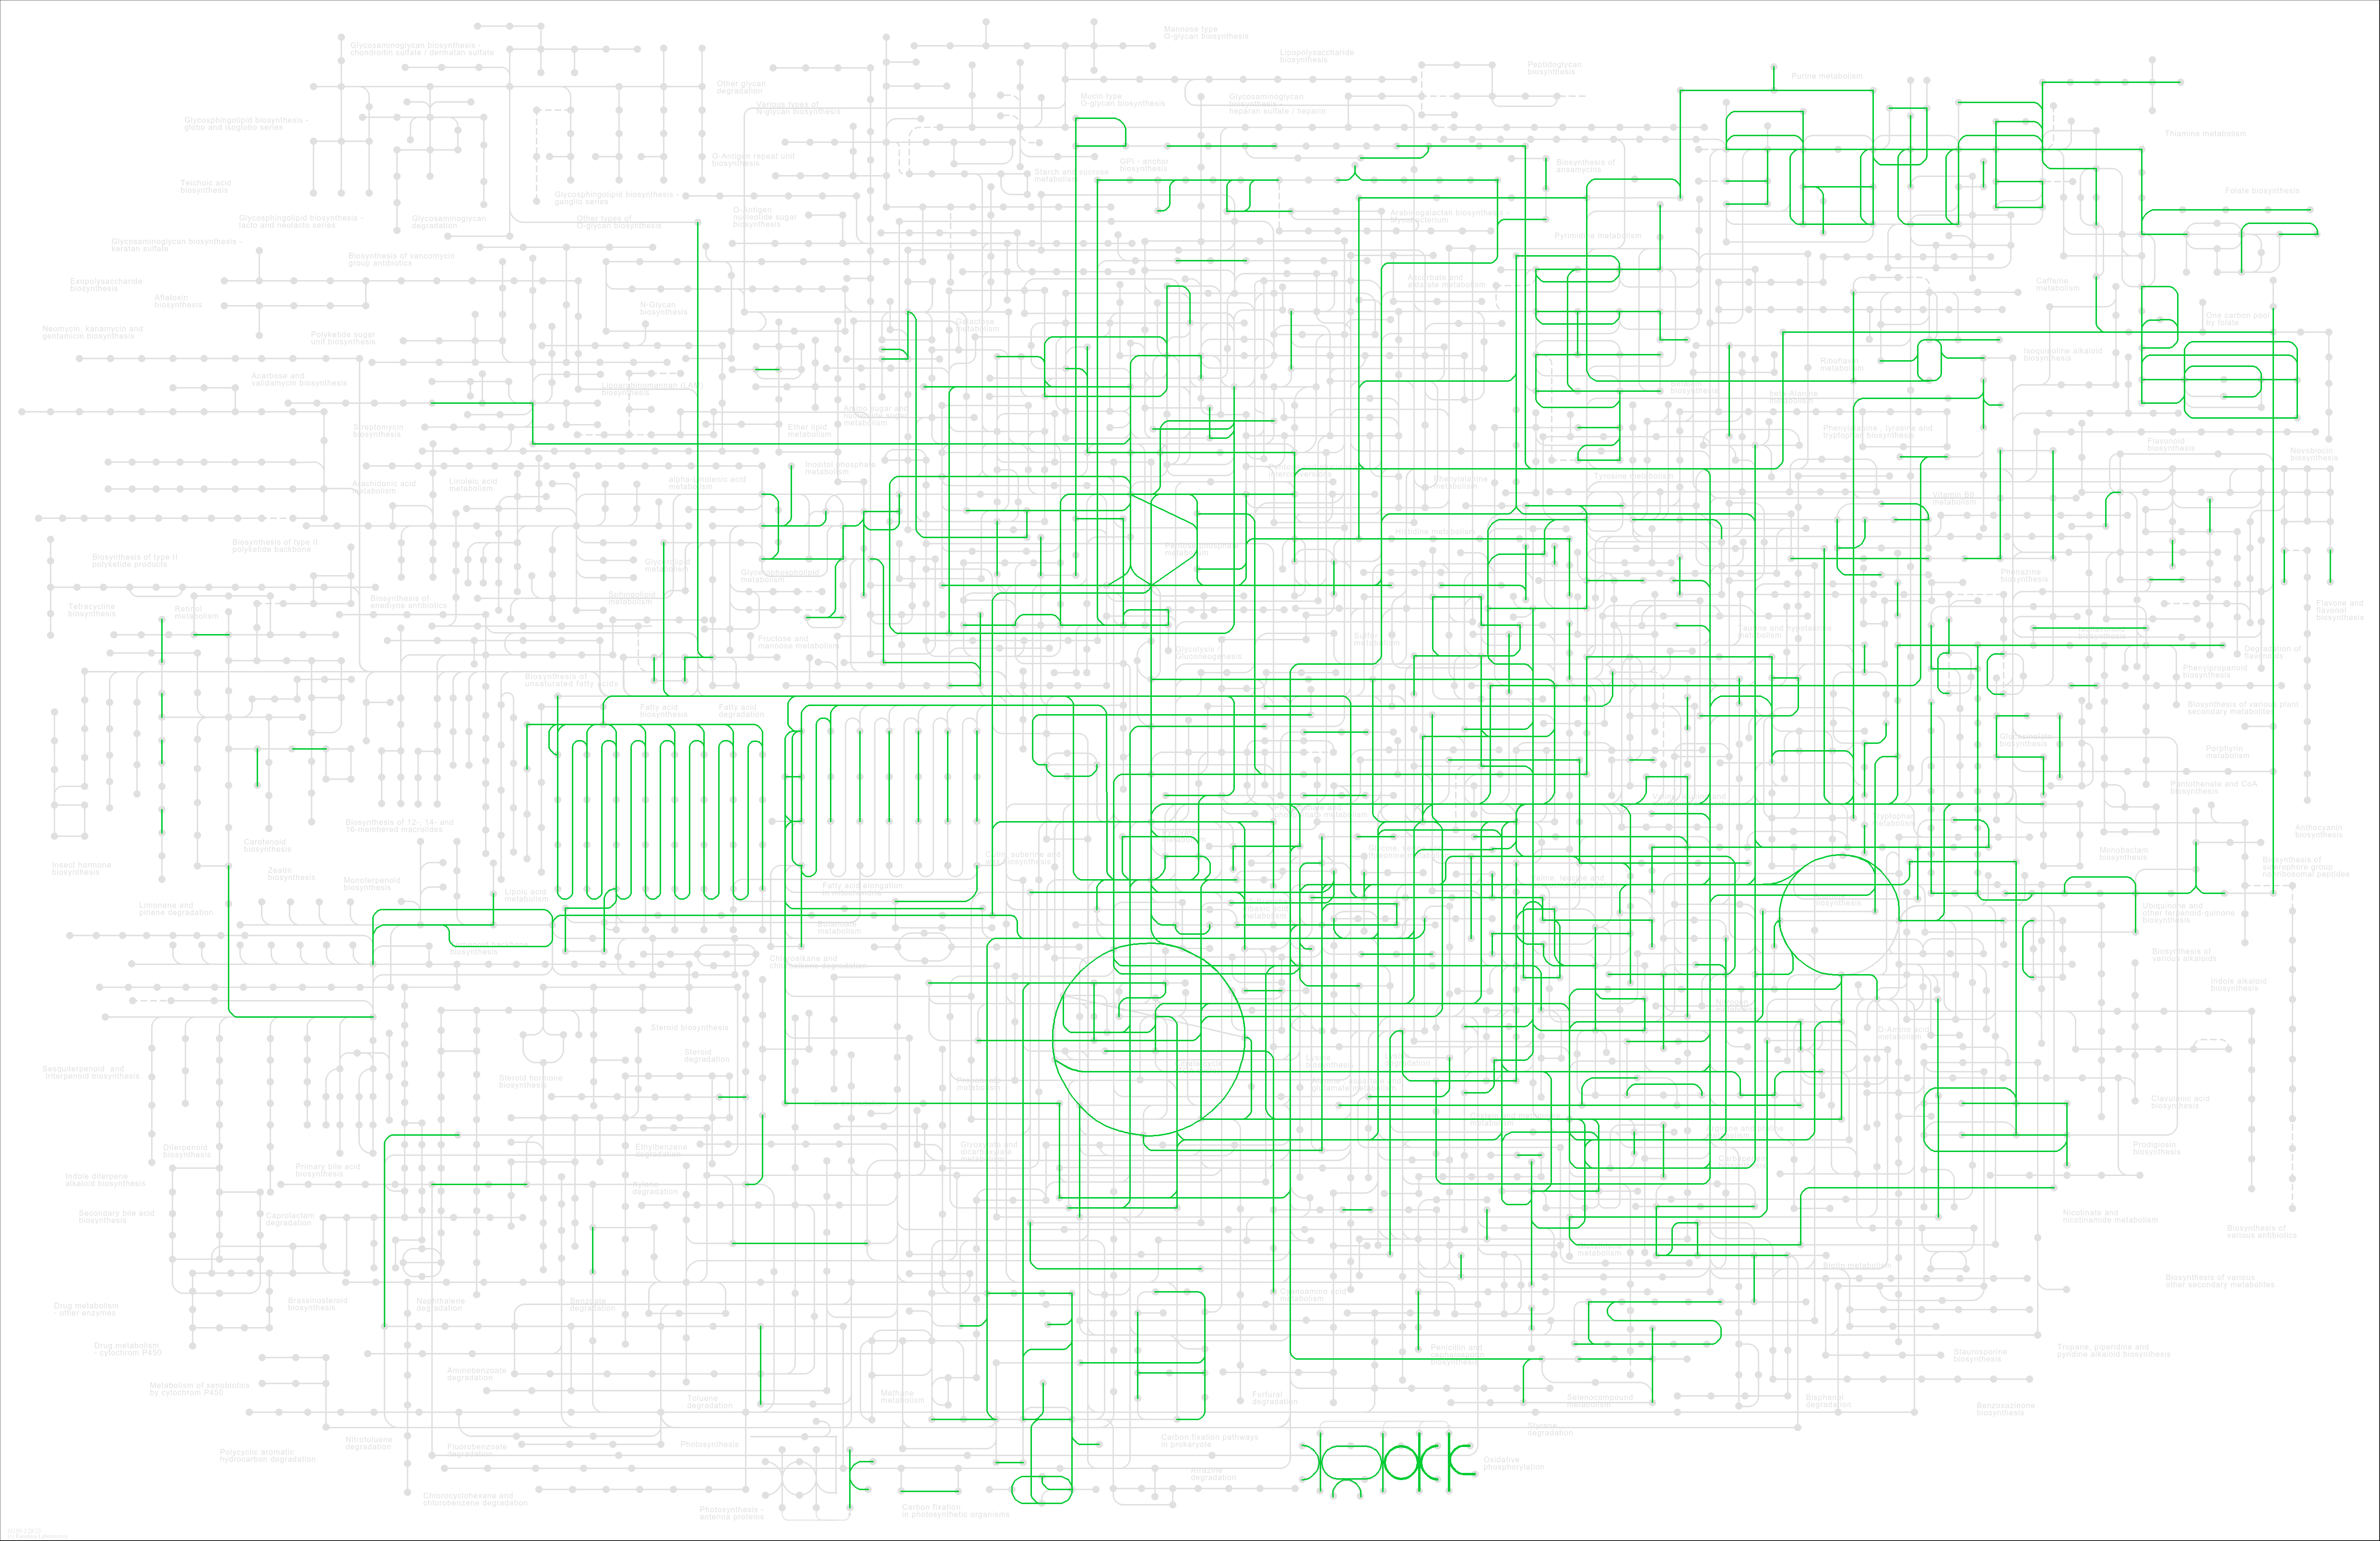 Glycosaminoglycan biosynthesis -
chondroitin sulfate / dermatan sulfate
Mannose type
O-glycan biosynthesis
Lipopolysaccharide
biosynthesis
Peptidoglycan
biosynthesis
Purine metabolism
Other glycan
degradation
Various types of
N-glycan biosynthesis
Mucin type
O-glycan biosynthesis
Glycosaminoglycan
biosynthesis -
heparan sulfate / heparin
Glycosphingolipid biosynthesis -
globo and isoglobo series
Thiamine metabolism
O-Antigen repeat unit
biosynthesis
GPI - anchor
biosynthesis
Biosynthesis of
ansamycins
Starch and sucrose
metabolism
Teichoic acid
biosynthesis
Glycosphingolipid biosynthesis -
ganglio series
Folate biosynthesis
Glycosphingolipid biosynthesis -
lacto and neolacto series
Glycosaminoglycan
degradation
Other types of
O-glycan biosynthesis
O-Antigen
nucleotide sugar
biosynthesis
Arabinogalactan biosynthesis -
Mycobacterium
Glycosaminoglycan biosynthesis -
keratan sulfate
Pyrimidine metabolism
Biosynthesis of vancomycin
group antibiotics
Exopolysaccharide
biosynthesis
Aflatoxin
biosynthesis
Ascorbate and
aldarate metabolism
Caffeine
metabolism
N-Glycan
biosynthesis
Galactose
metabolism
One carbon pool
by folate
Neomycin, kanamycin and
gentamicin biosynthesis
Polyketide sugar
unit biosynthesis
Isoquinoline alkaloid
biosynthesis
Riboflavin
metabolism
Acarbose and
validamycin biosynthesis
Lipoarabinomannan (LAM)
biosynthesis
beta-Alanine
metabolism
Amino sugar and
Streptomycin
biosynthesis
Ether lipid
metabolism
Phenylalanine, tyrosine and
tryptophan biosynthesis
Flavonoid
biosynthesis
Novobiocin
biosynthesis
Inositol phosphate
metabolism
Arachidonic acid
metabolism
Linoleic acid
metabolism
alpha-Linolenic acid
metabolism
Phenylalanine
metabolism
Tyrosine metabolism
Vitamin B6
metabolism
Histidine metabolism
Biosynthesis of type II
polyketide products
Biosynthesis of type II
polyketide backbone
Pentose phosphate
metabolism
Glycerolipid
metabolism
Glycerophospholipid
metabolism
Phenazine
biosynthesis
Tetracycline
biosynthesis
Retinol
metabolism
Biosynthesis of
enediyne antibiotics
Sphingolipid
metabolism
Flavone and
flavonol
biosynthesis
Fructose and
mannose metabolism
Glycolysis /
Gluconeogenesis
Sulfur
metabolism
Taurine and hypotaurine
metabolism
Degradation of
flavonoids
Phenylpropanoid
biosynthesis
Biosynthesis of
unsaturated fatty acids
Fatty acid
biosynthesis
Fatty acid
degradation
Biosynthesis of various plant
secondary metabolites
Glucosinolate
biosynthesis
Porphyrin
metabolism
Pantothenate and CoA
biosynthesis
Biosynthesis of 12-, 14- and
16-membered macrolides
Tryptophan
metabolism
Anthocyanin
biosynthesis
Carotenoid
biosynthesis
Monobactam
biosynthesis
Insect hormone
biosynthesis
Zeatin
biosynthesis
Monoterpenoid
biosynthesis
Lipoic acid
metabolism
Fatty acid elongation
Cutin, suberine and
wax biosynthesis
Biosynthesis of
siderophore group
nonribosomal peptides
Limonene and
pinene degradation
Butanoate
metabolism
Ubiquinone and
other terpenoid-quinone
biosynthesis
Chloroalkane and
chloroalkene degradation
Biosynthesis of
various alkaloids
Indole alkaloid
biosynthesis
Steroid biosynthesis
Steroid
degradation
D-Amino acid
metabolism
Sesquiterpenoid and
triterpenoid biosynthesis
Steroid hormone
biosynthesis
Lysine
biosynthesis
Lysine
degradation
Clavulanic acid
biosynthesis
Cysteine and methionine
metabolism
Diterpenoid
biosynthesis
Ethylbenzene
degradation
Glyoxylate and
dicarboxylate
metabolism
Prodigiosin
biosynthesis
Indole diterpene
alkaloid biosynthesis
Primary bile acid
biosynthesis
Xylene
degradation
Secondary bile acid
biosynthesis
Caprolactam
degradation
Nicotinate and
nicotinamide metabolism
Biosynthesis of
various antibiotics
Biotin metabolism
Biosynthesis of various
other secondary metabolites
Drug metabolism
- other enzymes
Brassinosteroid
biosynthesis
Naphthalene
degradation
Benzoate
degradation
Cyanoamino acid
metabolism
Drug metabolism
- cytochrom P450
Penicillin and
cephalosporin
biosynthesis
Staurosporine
biosynthesis
Tropane, piperidine and
pyridine alkaloid biosynthesis
Metabolism of xenobiotics
by cytochrom P450
Aminobenzoate
degradation
Toluene
degradation
Methane
metabolism
Furfural
degradation
Selenocompound
metabolism
Bisphenol
degradation
Benzoxazinone
biosynthesis
Styrene
degradation
Polycyclic aromatic
hydrocarbon degradation
Nitrotoluene
degradation
Fluorobenzoate
degradation
Photosynthesis
Carbon fixation pathways
in prokaryote
Atrazine
degradation
Oxidative
phosphorylation
Chlorocyclohexane and
chlorobenzene degradation
Photosynthesis -
antenna proteins
Carbon fixation
in photosynthetic organisms